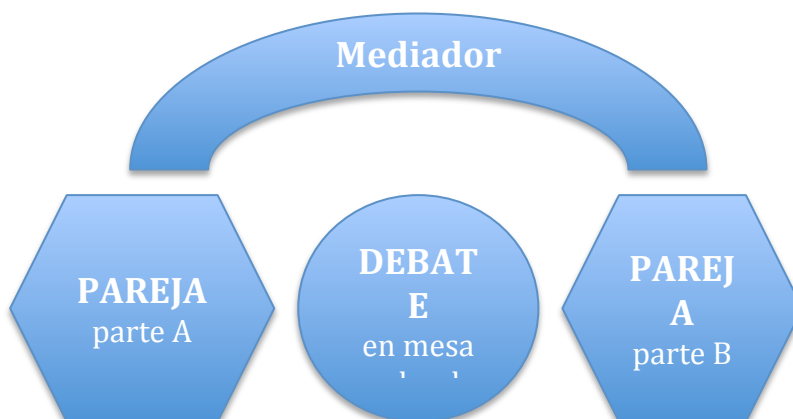 Mediador
PAREJA
parte A
DEBAT
E
en mesa
PAREJ
A
parte B